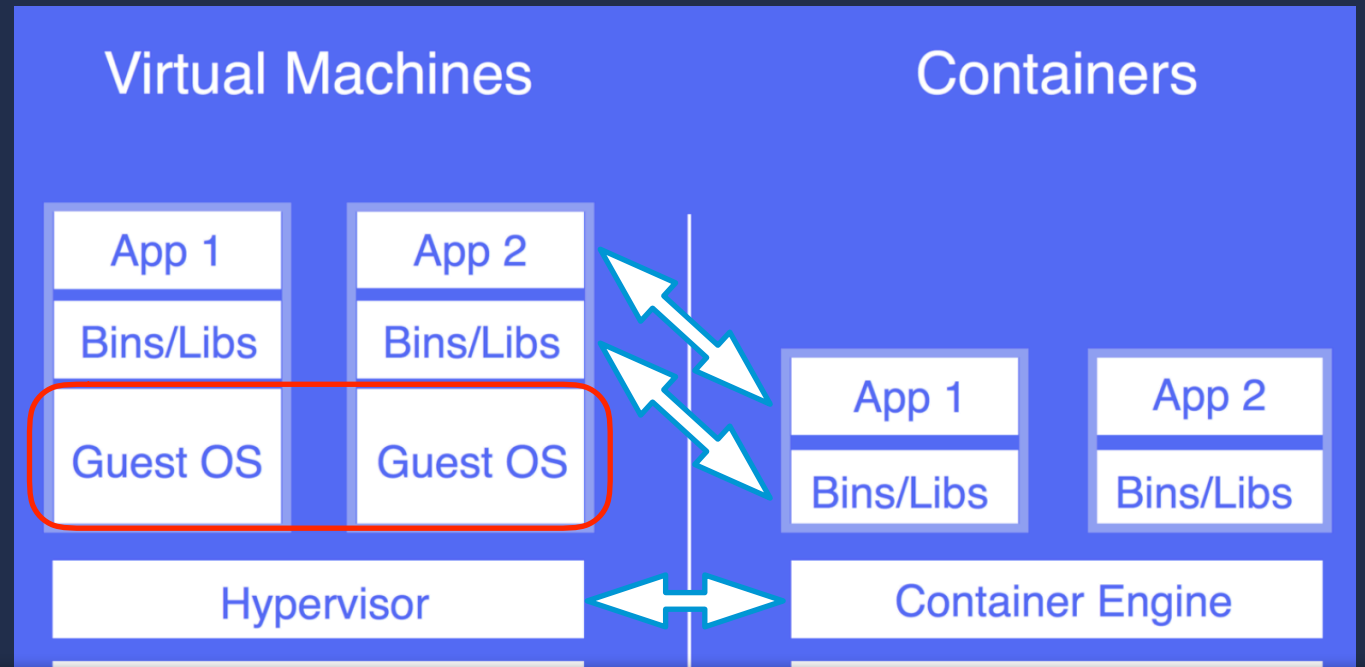 Virtual Machines
Containers
App 1
App 2
Bins/Libs
Bins/Libs
Guest OS
Guest OS
Hypervisor
App 1
App 2
Bins/Libs
Bins/Libs
Container Engine